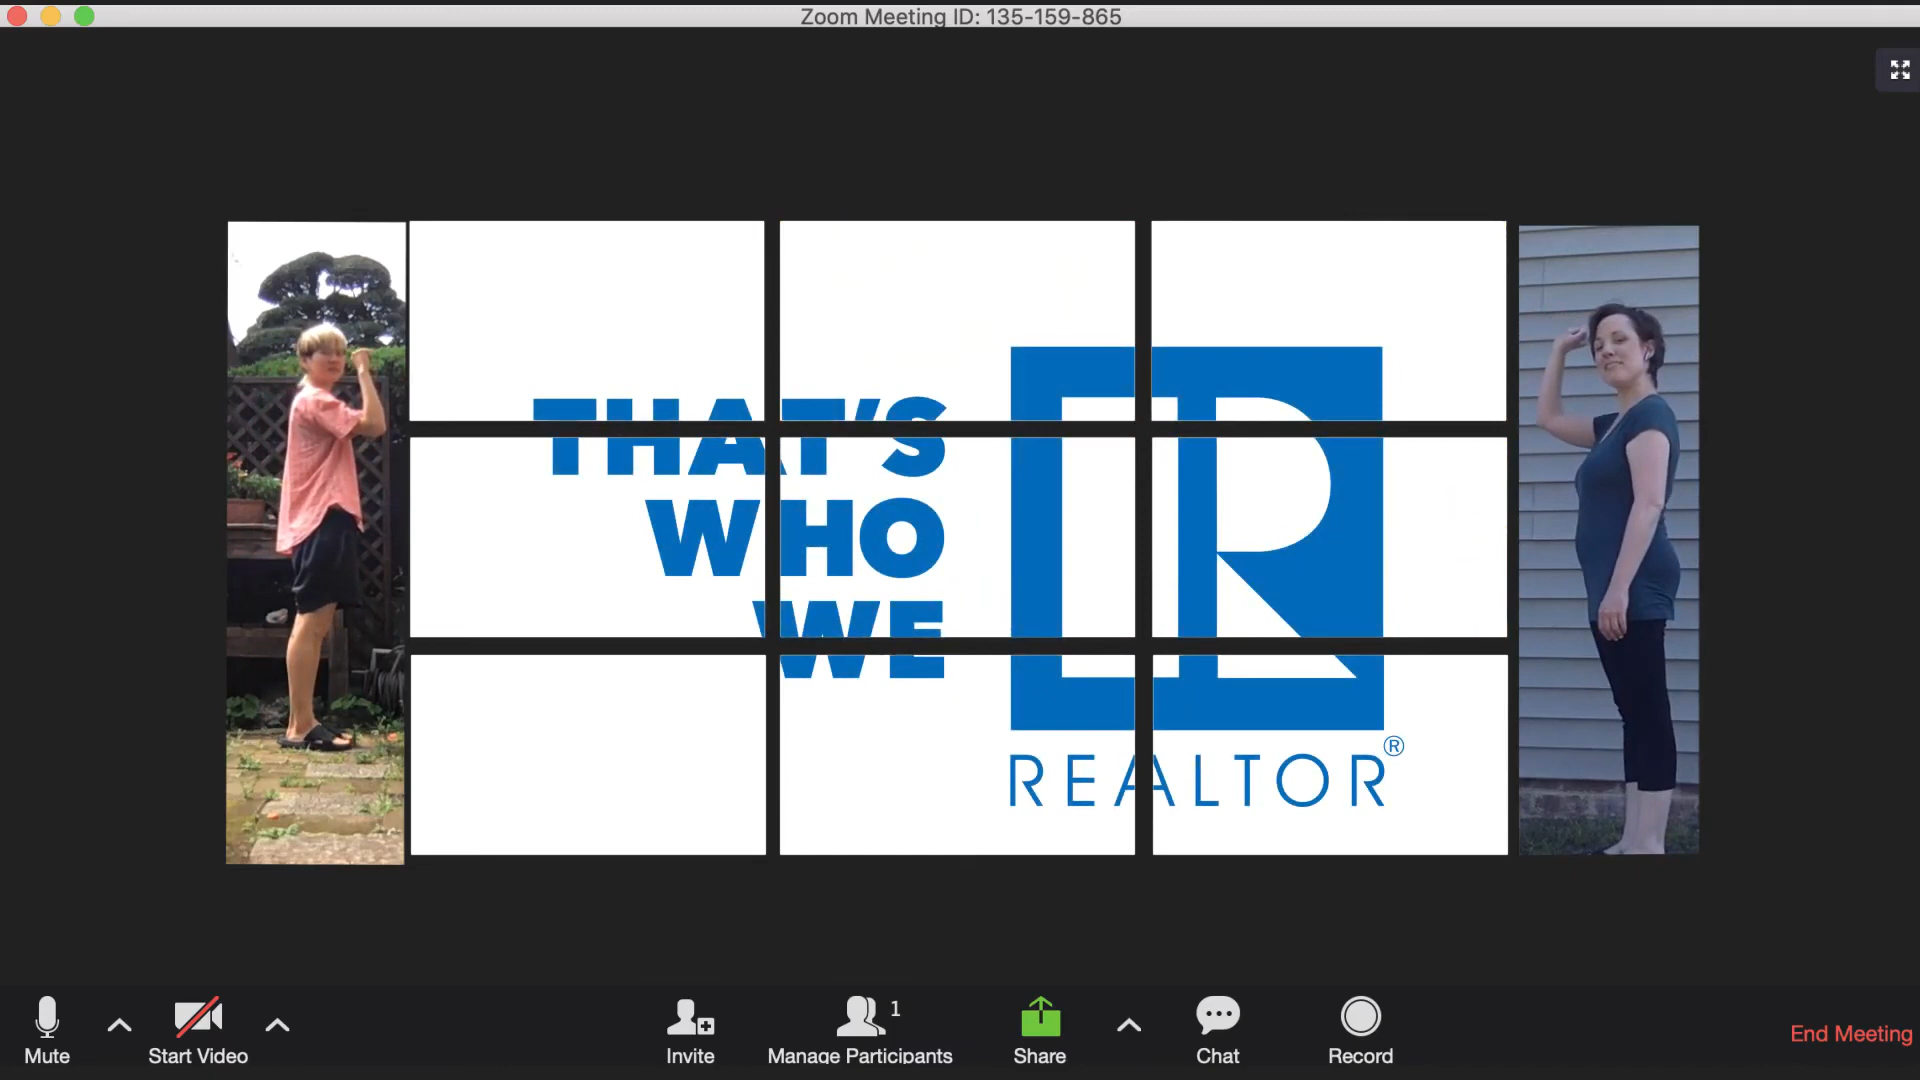 Zoom Meeting ID: 135-159-865
THAT'S
WHO
WE
R
REALTOR®
1
Mute
Start Video
Invite
Manage Participants
Share
Chat
Record
End Meeting